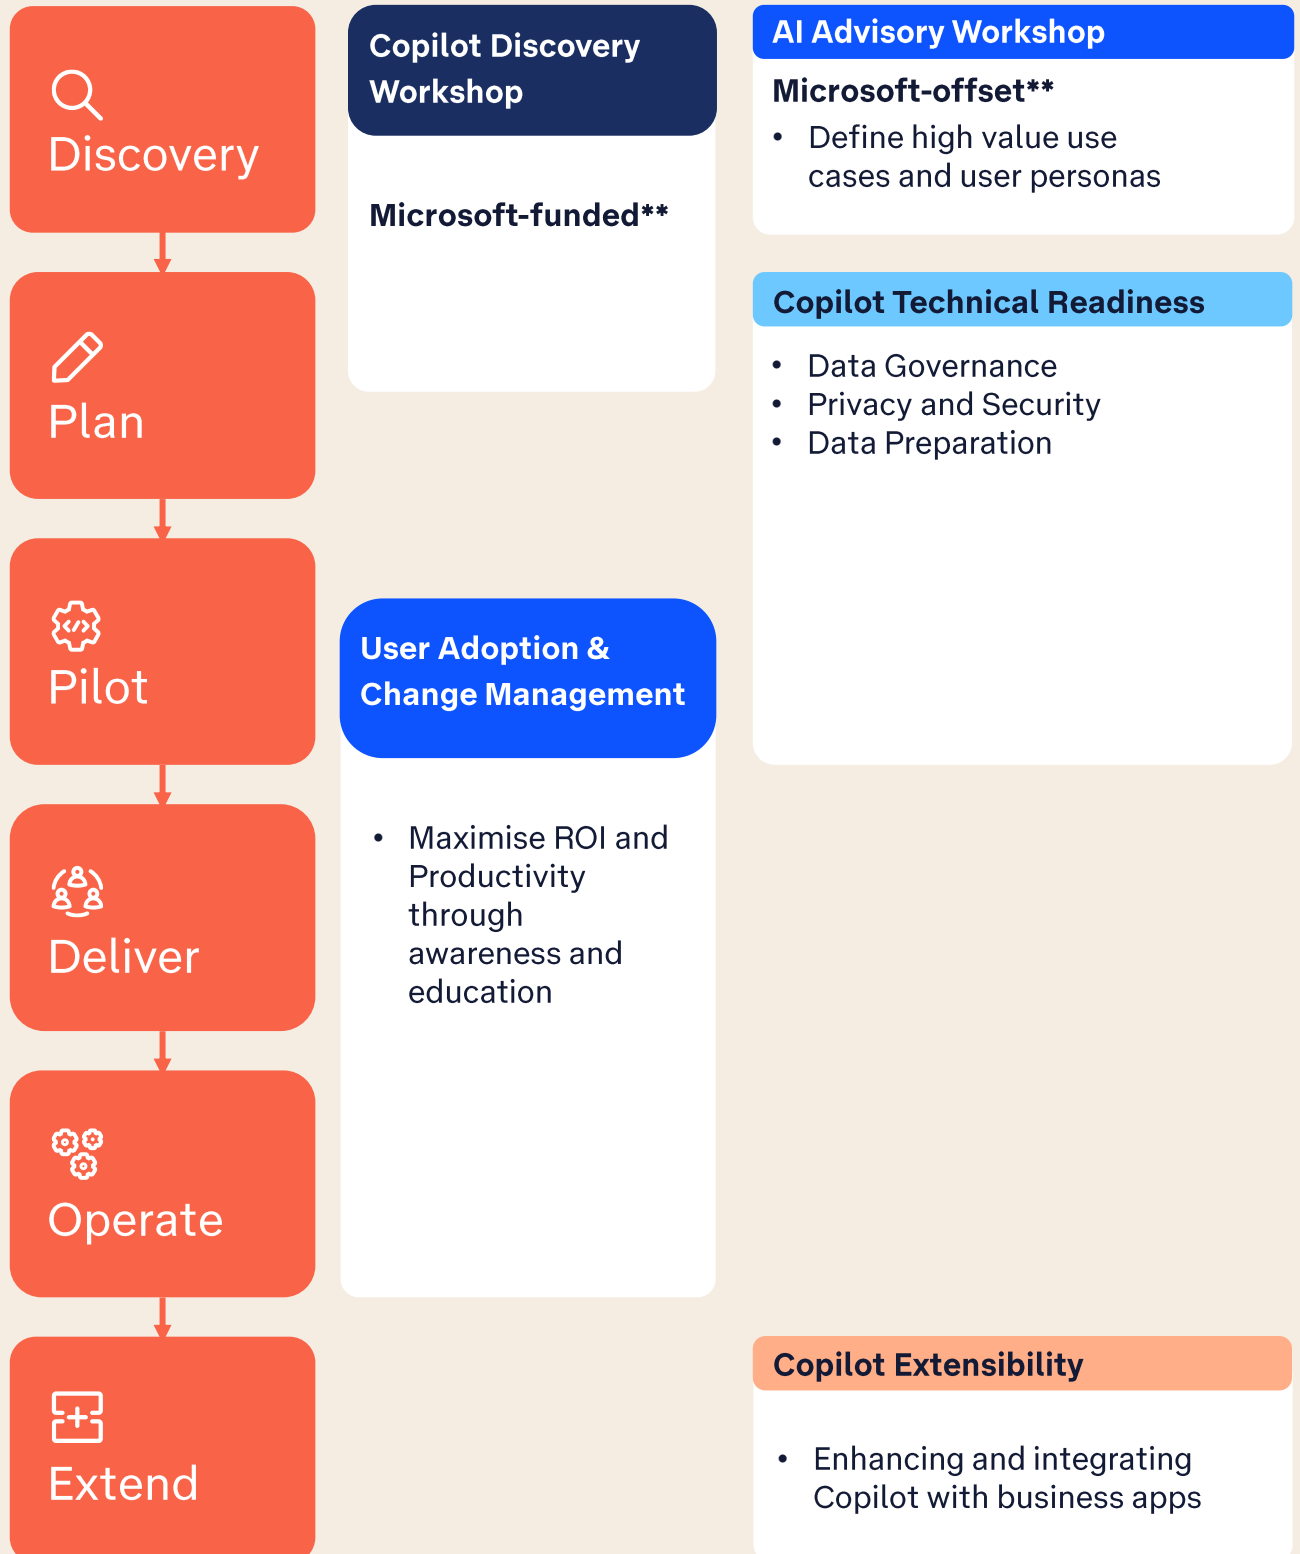 Discovery
Plan
Pilot
Deliver
Operate
Extend
Copilot Discovery
Workshop
Microsoft-funded**
User Adoption &
Change Management
• Maximise ROI and
Productivity
through
awareness and
education
AI Advisory Workshop
Microsoft-offset**
• Define high value use
cases and user personas
Copilot Technical Readiness
• Data Governance
• Privacy and Security
• Data Preparation
Copilot Extensibility
• Enhancing and integrating
Copilot with business apps